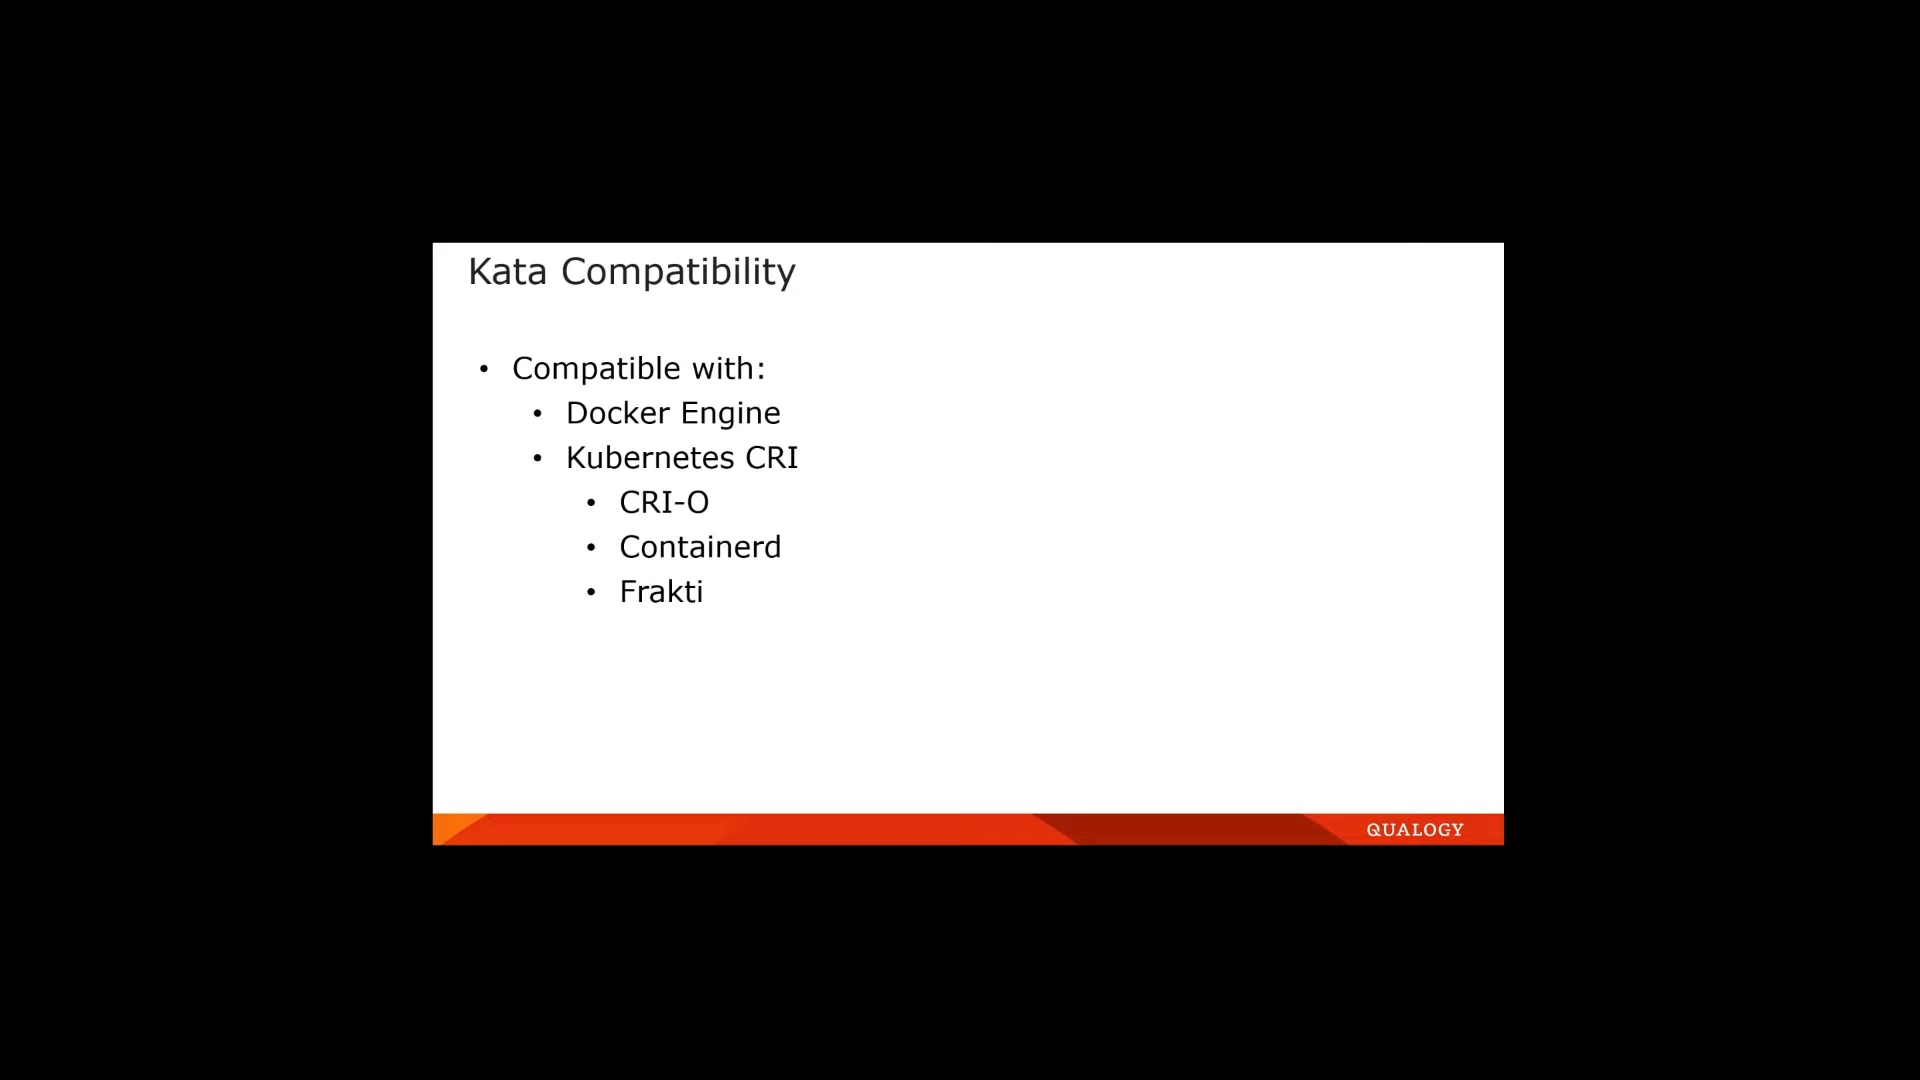 Kata Compatibility
• Compatible with:
• Docker Engine
• Kubernetes CRI
• CRI-O
• Containerd
• Frakti
QUALOGY